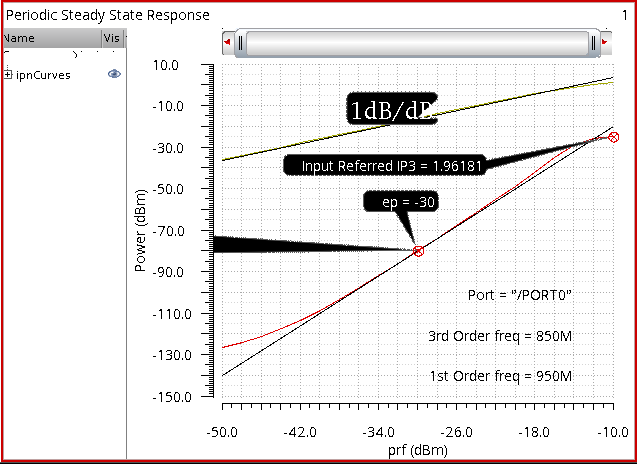 Periodic Steady State Response
1
Name
Vis
ipnCurves
10.0
-10.0
-30.0
-50.0
-70.0
-90.0
-110.0
-130.0
-150.0
Power (dBm)
1dB/dB
Input Referred IP3 = 1.96181
ep = -30
Port = "/PORT0"
3rd Order freq = 850M
1st Order freq = 950M
-50.0
-42.0
-34.0
-26.0
-18.0
-10.0
prf (dBm)